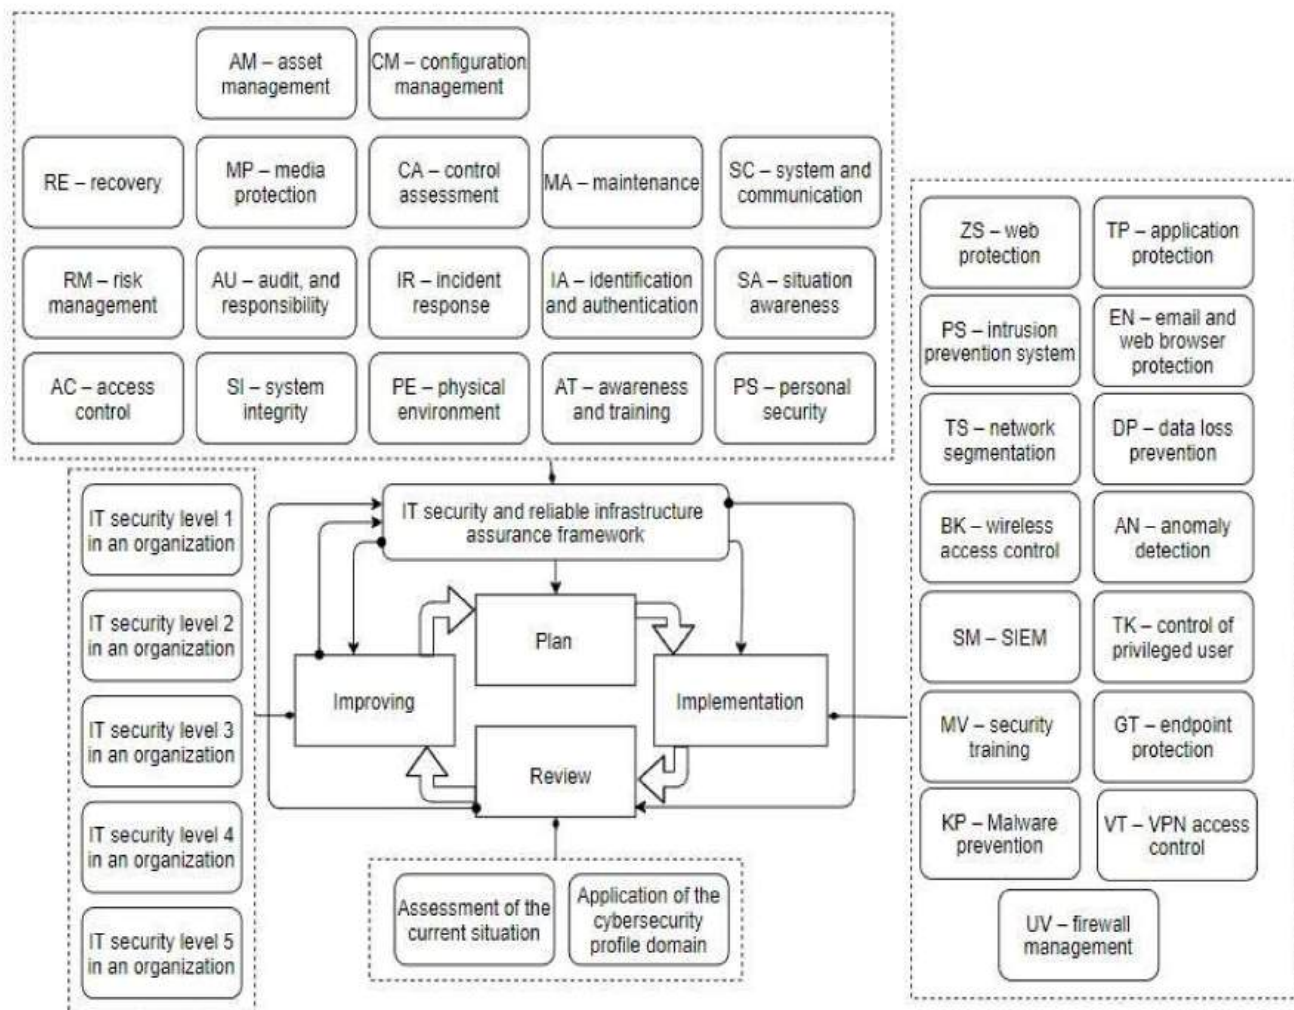 AM – asset
management
CM – configuration
management
RE – recovery
MP – media
protection
CA – control
assessment
MA – maintenance
SC – system and
communication
RM – risk
management
AU – audit, and
responsibility
IR – incident
response
IA – identification
and authentication
SA – situation
awareness
AC – access
control
SI – system
integrity
PE – physical
environment
AT – awareness
and training
PS – personal
security
IT security level 1
in an organization
IT security level 2
in an organization
IT security level 3
in an organization
IT security level 4
in an organization
IT security level 5
in an organization
IT security and reliable infrastructure
assurance framework
Plan
Improving
Implementation
Review
Assessment of the
current situation
Application of the
cybersecurity
profile domain
ZS – web
protection
TP – application
protection
PS – intrusion
prevention system
EN – email and
web browser
protection
TS – network
segmentation
DP – data loss
prevention
BK – wireless
access control
AN – anomaly
detection
SM – SIEM
TK – control of
privileged user
MV – security
training
GT – endpoint
protection
KP – Malware
prevention
VT – VPN access
control
UV – firewall
management